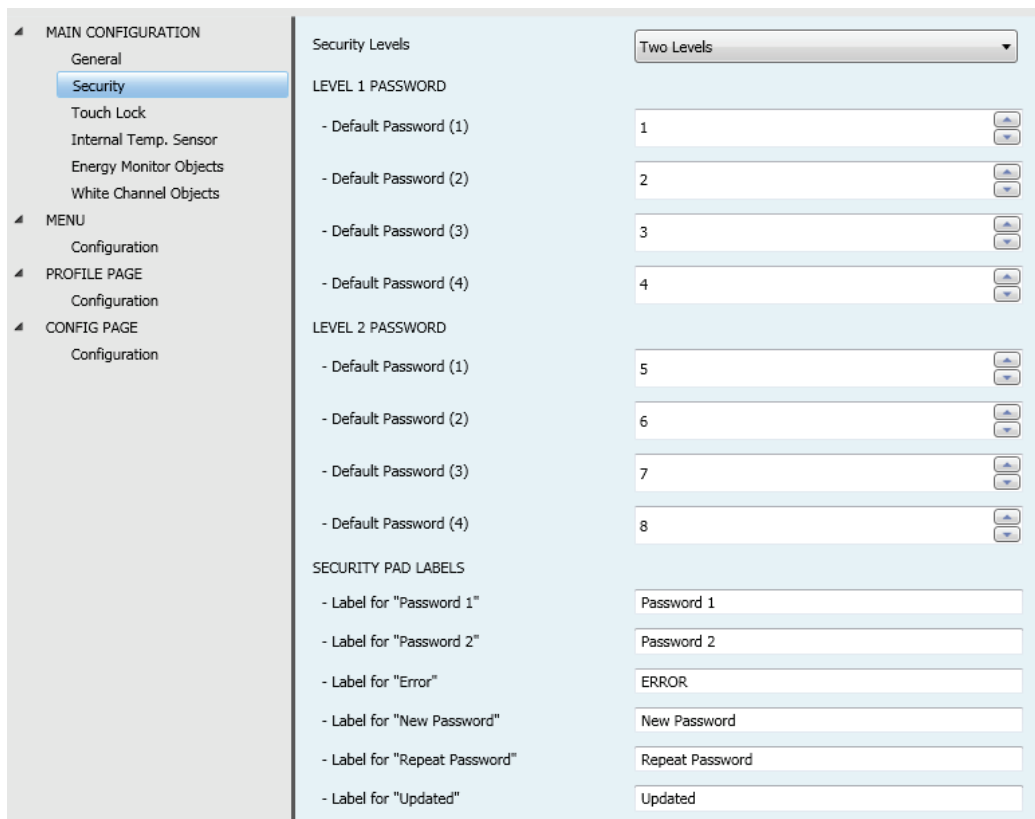 MAIN CONFIGURATION
General
Security
Touch Lock
Internal Temp. Sensor
Energy Monitor Objects
White Channel Objects
MENU
Configuration
PROFILE PAGE
Configuration
CONFIG PAGE
Configuration
Security Levels Two Levels
LEVEL 1 PASSWORD
- Default Password (1) 1
- Default Password (2) 2
- Default Password (3) 3
- Default Password (4) 4
LEVEL 2 PASSWORD
- Default Password (1) 5
- Default Password (2) 6
- Default Password (3) 7
- Default Password (4) 8
SECURITY PAD LABELS
- Label for "Password 1" Password 1
- Label for "Password 2" Password 2
- Label for "Error" ERROR
- Label for "New Password" New Password
- Label for "Repeat Password" Repeat Password
- Label for "Updated" Updated